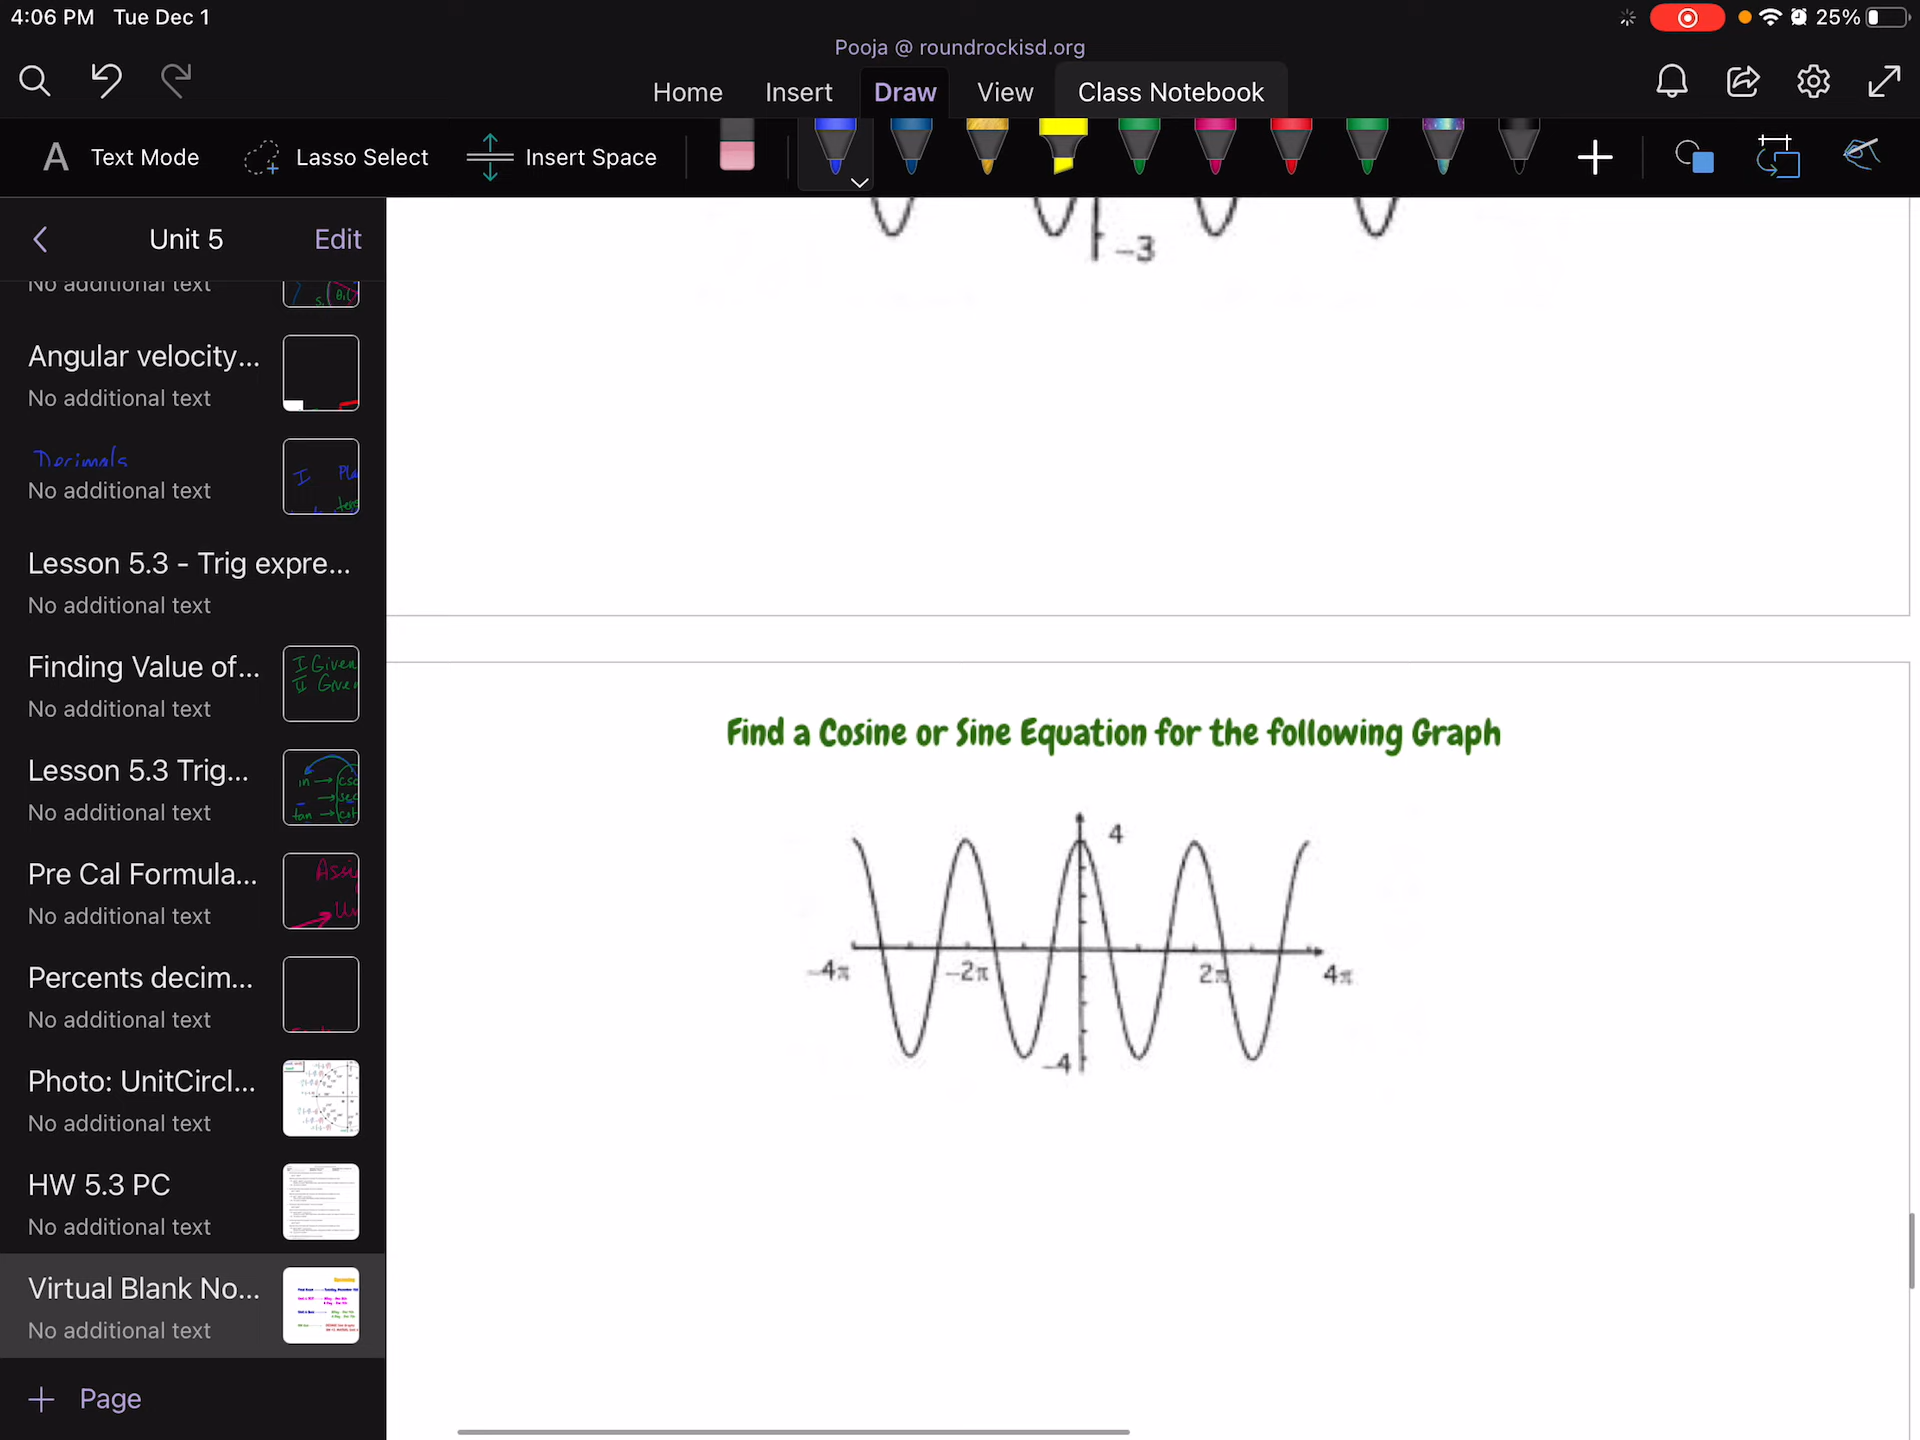 4:06 PM Tue Dec 1
25%
Pooja @ roundrockisd.org
Home Insert Draw View Class Notebook
A Text Mode Lasso Select Insert Space
Unit 5 Edit
No additional text
Angular velocity...
No additional text
Decimals
No additional text
Lesson 5.3 - Trig expre...
No additional text
Finding Value of...
No additional text
Lesson 5.3 Trig...
No additional text
Pre Cal Formula...
No additional text
Percents decim...
No additional text
Photo: UnitCircl...
No additional text
HW 5.3 PC
No additional text
Virtual Blank No...
No additional text
+ Page
-3
Find a Cosine or Sine Equation for the following Graph
4
-4π -2π 2π 4π
-4